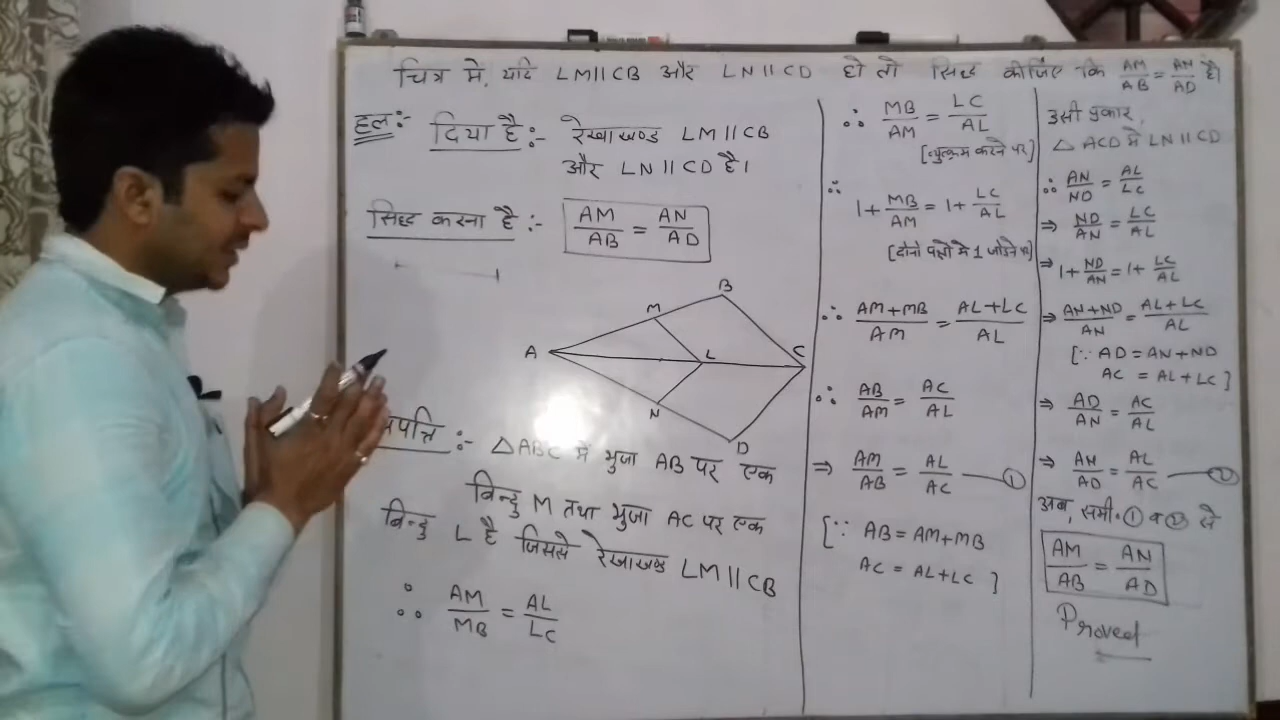 चित्र में, यदि LM||CB और LN||CD हो तो सिद्ध कीजिए कि AM/AB = AN/AD है।
हल:-
दिया है:- रेखाखण्ड LM||CB
और LN||CD है।
सिद्ध करना है:- AM/AB = AN/AD
A
B
M
L
C
N
D
:- △ABC में भुजा AB पर एक
बिन्दु M तथा भुजा AC पर एक
बिन्दु L है जिससे रेखाखण्ड LM||CB
∴ AM/MB = AL/LC
∴ MB/AM = LC/AL
[व्युत्क्रम करने पर]
∴ 1+MB/AM = 1+LC/AL
[दोनो पक्षो मे 1 जोडने पर]
∴ AM+MB/AM = AL+LC/AL
∴ AB/AM = AC/AL
⇒ AM/AB = AL/AC —①
[∵ AB = AM+MB
AC = AL+LC ]
उसी प्रकार,
△ ACD मे LN||CD
∴ AN/ND = AL/LC
⇒ ND/AN = LC/AL
⇒ 1+ND/AN = 1+LC/AL
⇒ AN+ND/AN = AL+LC/AL
[∵ AD = AN+ND
AC = AL+LC ]
⇒ AD/AN = AC/AL
⇒ AN/AD = AL/AC —②
अब, समी. ① व ② से
AM/AB = AN/AD
Proved